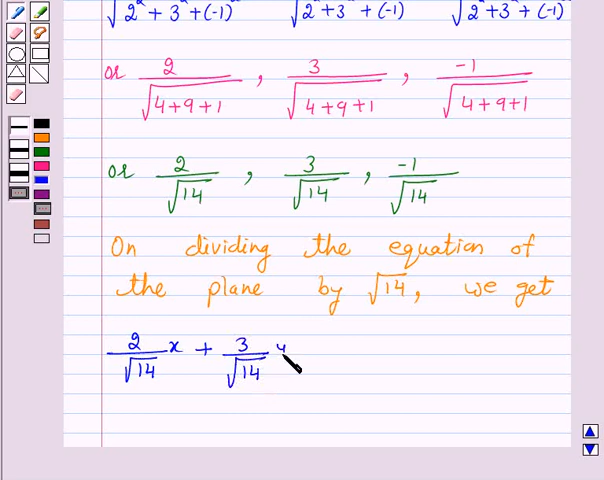 √2² + 3² + (-1)² √2² + 3² + (-1) √2² + 3² + (-1)
or 2/√4+9+1 , 3/√4+9+1 , -1/√4+9+1
or 2/√14 , 3/√14 , -1/√14
On dividing the equation of
the plane by √14, we get
2/√14 x + 3/√14